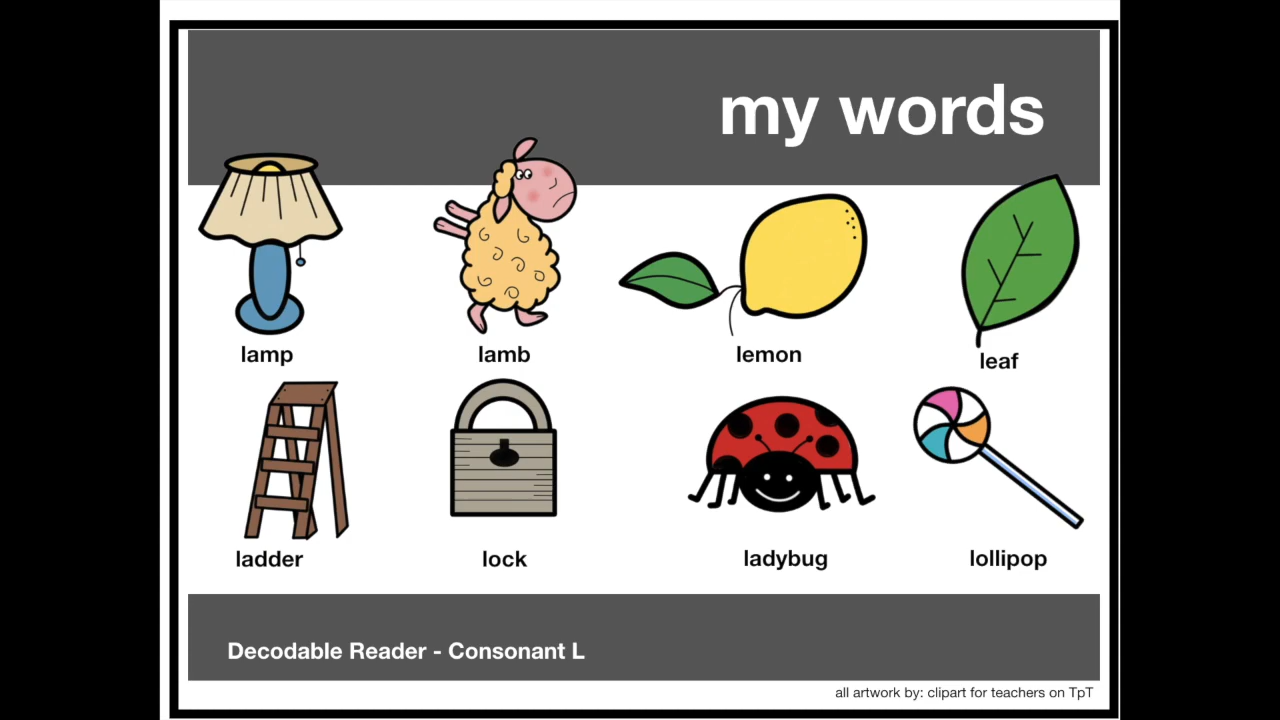 my words
lamp
lamb
lemon
leaf
ladder
lock
ladybug
lollipop
Decodable Reader - Consonant L
all artwork by: clipart for teachers on TpT